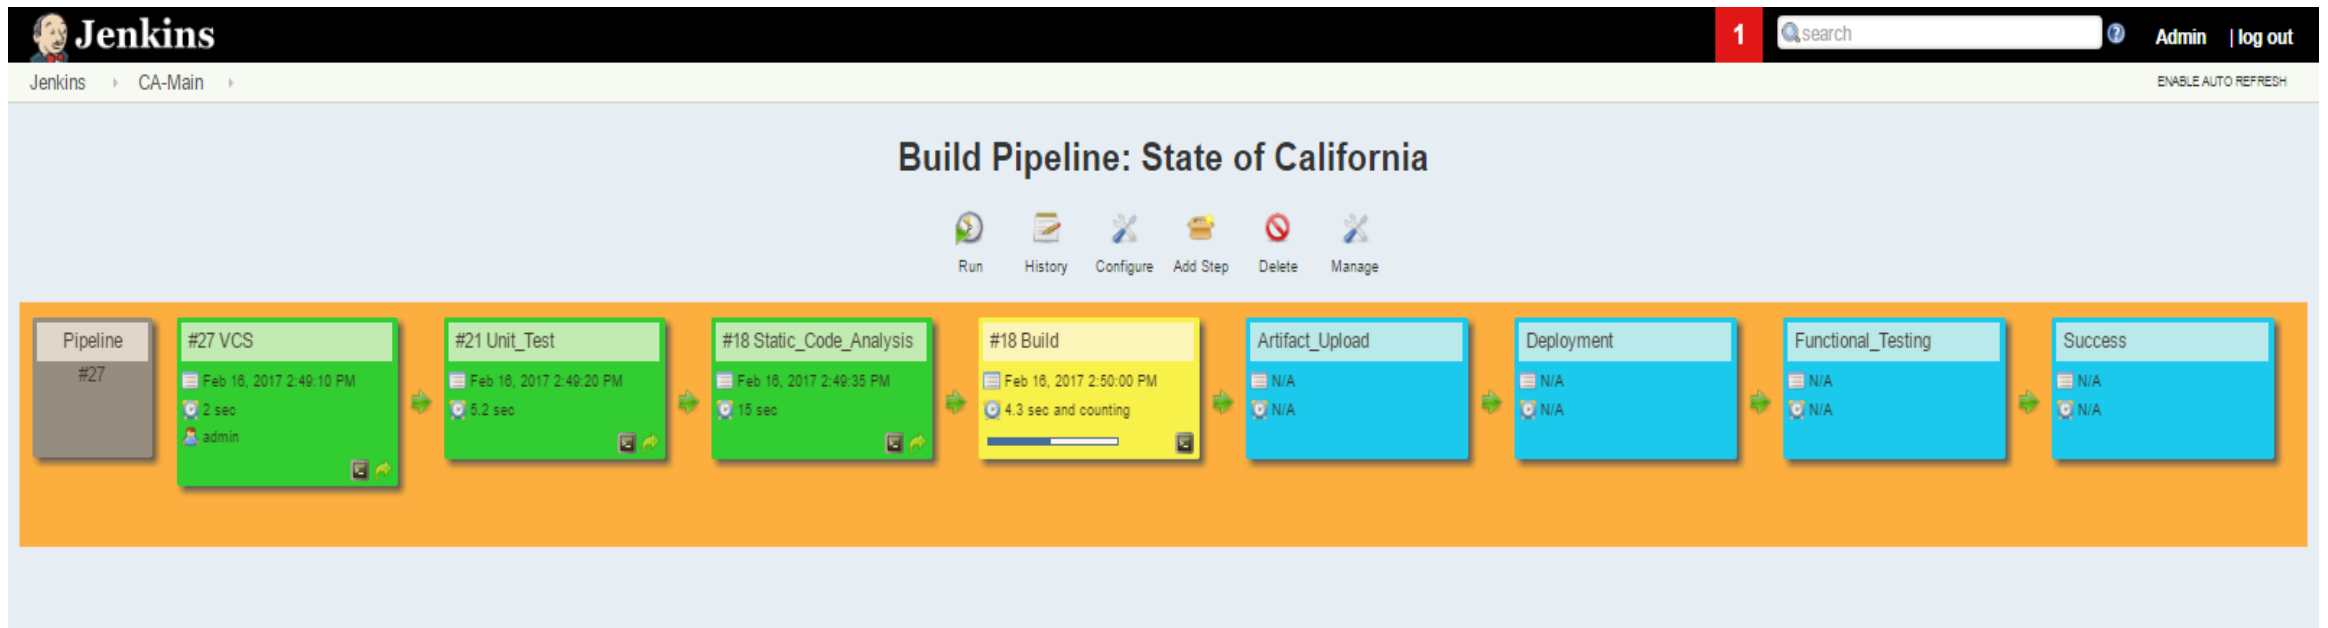 Jenkins
1
search
?
Admin | log out
Jenkins CA-Main
ENABLE AUTO REFRESH
Build Pipeline: State of California
Run History Configure Add Step Delete Manage
Pipeline
#27
#27 VCS
Feb 16, 2017 2:49:10 PM
2 sec
admin
#21 Unit_Test
Feb 16, 2017 2:49:20 PM
5.2 sec
#18 Static_Code_Analysis
Feb 16, 2017 2:49:35 PM
15 sec
#18 Build
Feb 16, 2017 2:50:00 PM
4.3 sec and counting
Artifact_Upload
N/A
N/A
Deployment
N/A
N/A
Functional_Testing
N/A
N/A
Success
N/A
N/A